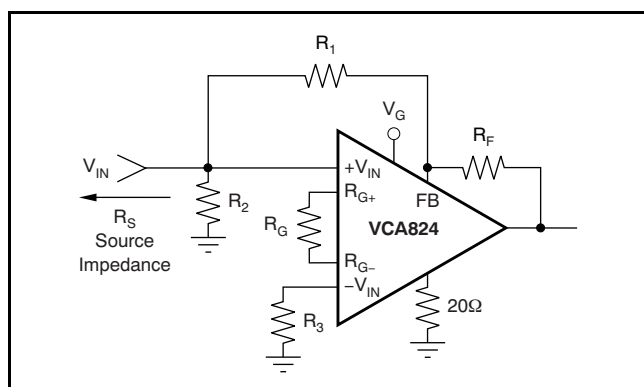 R1
VG
RF
VIN
+VIN
RG+
FB
R2
RS
Source
Impedance
RG
VCA824
RG−
−VIN
R3
20Ω